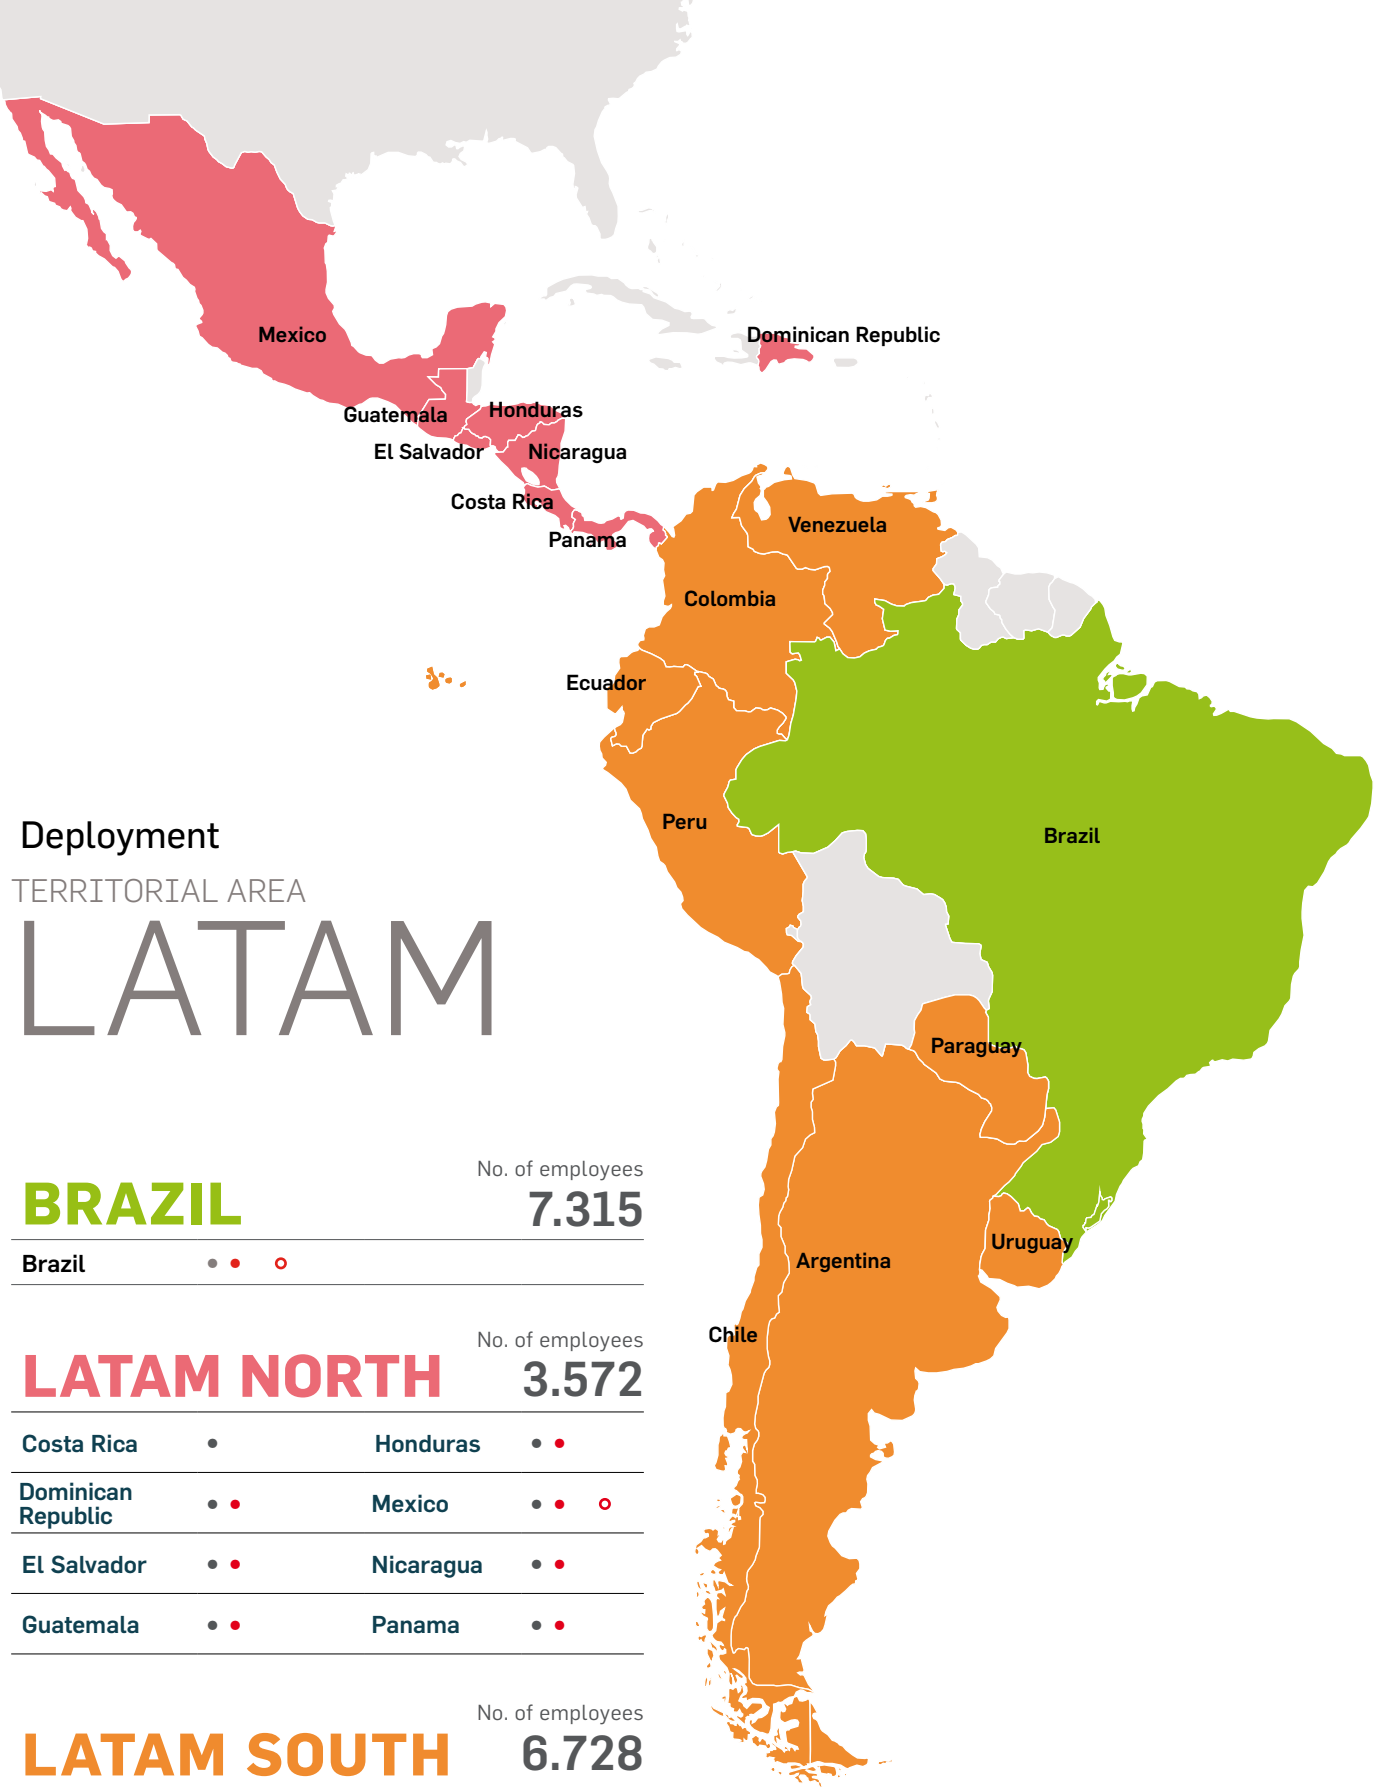 Mexico
Dominican Republic
Guatemala
Honduras
El Salvador
Nicaragua
Costa Rica
Panama
Venezuela
Colombia
Ecuador
Peru
Brazil
Paraguay
Uruguay
Argentina
Chile
Deployment
TERRITORIAL AREA
LATAM
No. of employees
BRAZIL 7.315
Brazil
No. of employees
LATAM NORTH 3.572
Costa Rica Honduras
Dominican
Republic
Mexico
El Salvador Nicaragua
Guatemala Panama
No. of employees
LATAM SOUTH 6.728